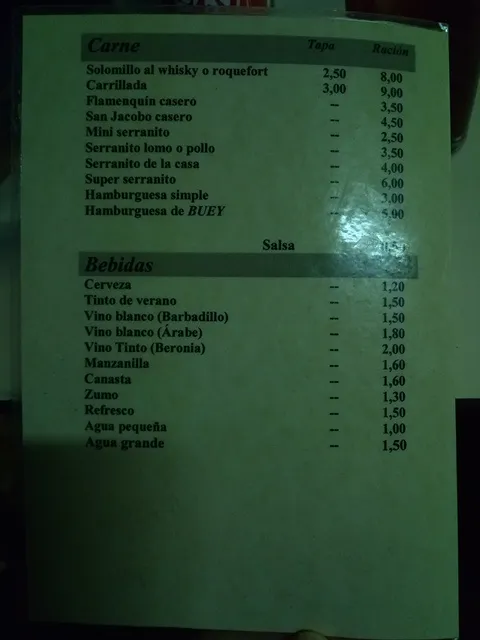 Carne Tapa Ración
Solomillo al whisky o roquefort 2,50 8,00
Carrillada 3,00 9,00
Flamenquín casero -- 3,50
San Jacobo casero -- 4,50
Mini serranito -- 2,50
Serranito lomo o pollo -- 3,50
Serranito de la casa -- 4,00
Super serranito -- 6,00
Hamburguesa simple -- 3,00
Hamburguesa de BUEY -- 5,00
Salsa
Bebidas
Cerveza -- 1,20
Tinto de verano -- 1,50
Vino blanco (Barbadillo) -- 1,50
Vino blanco (Árabe) -- 1,80
Vino Tinto (Beronia) -- 2,00
Manzanilla -- 1,60
Canasta -- 1,60
Zumo -- 1,30
Refresco -- 1,50
Agua pequeña -- 1,00
Agua grande -- 1,50